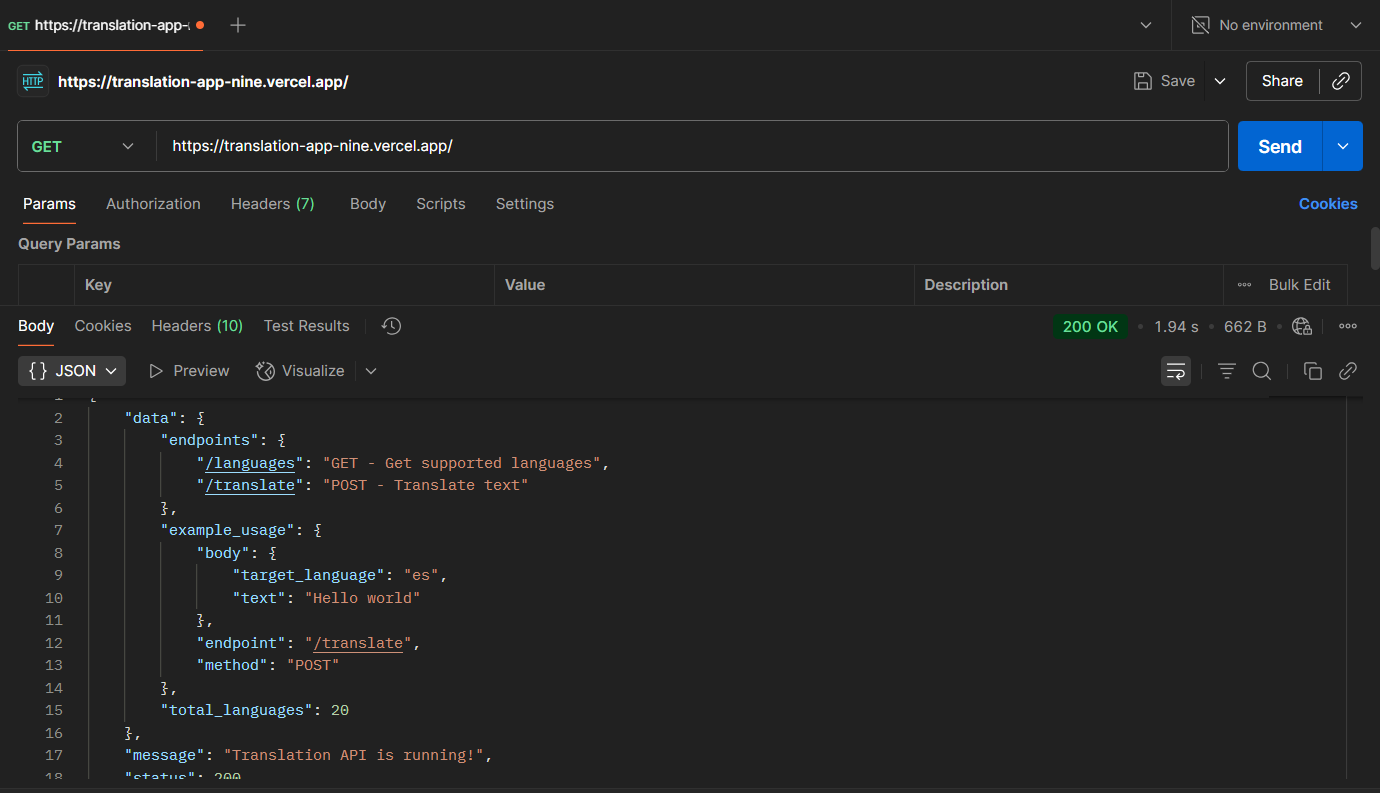 GET https://translation-app-
No environment
HTTP https://translation-app-nine.vercel.app/
Save
Share
GET
https://translation-app-nine.vercel.app/
Send
Params Authorization Headers (7) Body Scripts Settings
Cookies
Query Params
Key Value Description Bulk Edit
Body Cookies Headers (10) Test Results
200 OK 1.94 s 662 B
{} JSON Preview Visualize
1 {
2 "data": {
3 "endpoints": {
4 "/languages": "GET - Get supported languages",
5 "/translate": "POST - Translate text"
6 },
7 "example_usage": {
8 "body": {
9 "target_language": "es",
10 "text": "Hello world"
11 },
12 "endpoint": "/translate",
13 "method": "POST"
14 },
15 "total_languages": 20
16 },
17 "message": "Translation API is running!",
18 "status": 200